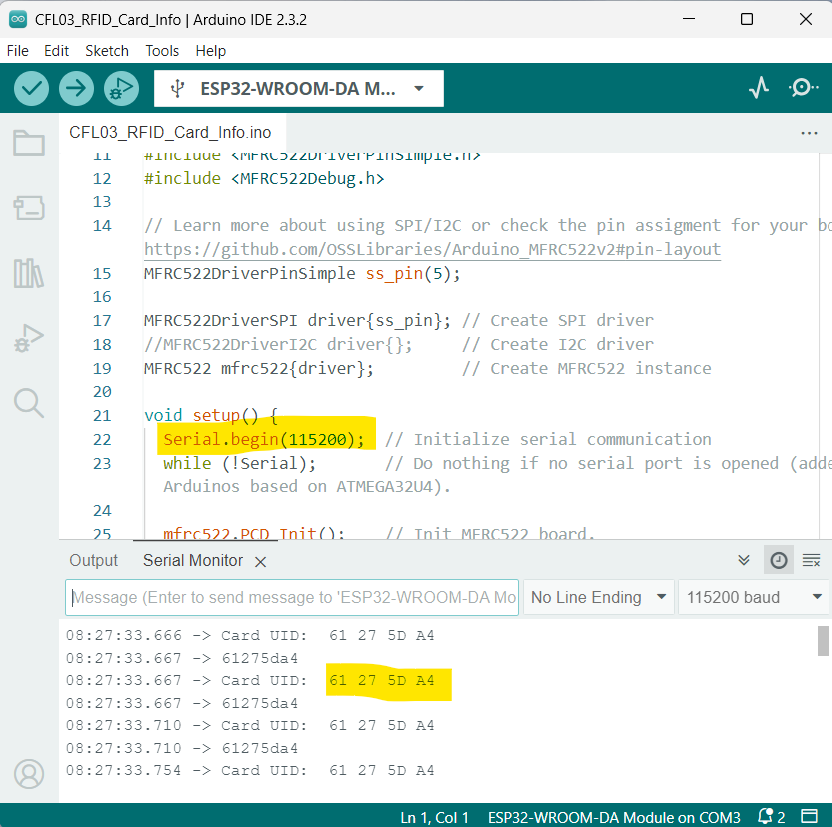 CFL03_RFID_Card_Info | Arduino IDE 2.3.2
File Edit Sketch Tools Help
ESP32-WROOM-DA M...
CFL03_RFID_Card_Info.ino
11 #include <MFRC522DriverPinSimple.h>
12 #include <MFRC522Debug.h>
13
14 // Learn more about using SPI/I2C or check the pin assigment for your bo
https://github.com/OSSLibraries/Arduino_MFRC522v2#pin-layout
15 MFRC522DriverPinSimple ss_pin(5);
16
17 MFRC522DriverSPI driver{ss_pin}; // Create SPI driver
18 //MFRC522DriverI2C driver{}; // Create I2C driver
19 MFRC522 mfrc522{driver}; // Create MFRC522 instance
20
21 void setup() {
22 Serial.begin(115200); // Initialize serial communication
23 while (!Serial); // Do nothing if no serial port is opened (adde
Arduinos based on ATMEGA32U4).
24
25 mfrc522.PCD_Init(); // Init MFRC522 board.
Output Serial Monitor
Message (Enter to send message to 'ESP32-WROOM-DA Mo No Line Ending 115200 baud
08:27:33.666 -> Card UID: 61 27 5D A4
08:27:33.667 -> 61275da4
08:27:33.667 -> Card UID: 61 27 5D A4
08:27:33.667 -> 61275da4
08:27:33.710 -> Card UID: 61 27 5D A4
08:27:33.710 -> 61275da4
08:27:33.754 -> Card UID: 61 27 5D A4
Ln 1, Col 1 ESP32-WROOM-DA Module on COM3 2